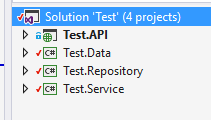 Solution 'Test' (4 projects)
Test.API
C# Test.Data
C# Test.Repository
C# Test.Service